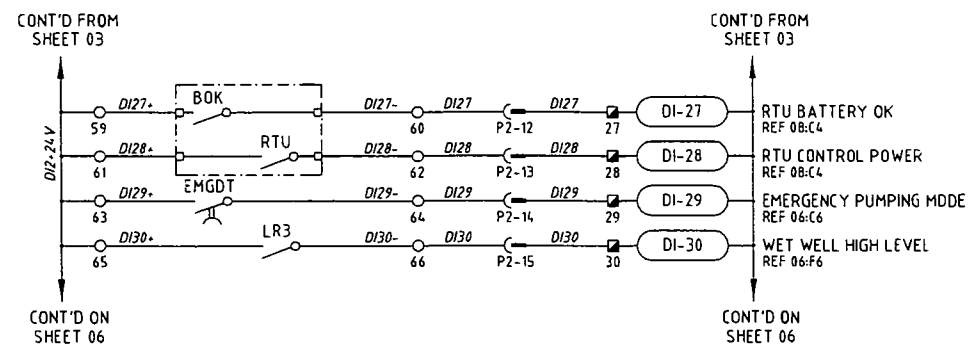 CONT'D FROM
SHEET 03
CONT'D FROM
SHEET 03
DI2+24V
DI27+ BOK DI27- DI27 DI27 DI-27 RTU BATTERY OK
59 60 P2-12 27 REF 08:C4
DI28+ RTU DI28- DI28 DI28 DI-28 RTU CONTROL POWER
61 62 P2-13 28 REF 08:C4
DI29+ EMGDT DI29- DI29 DI29 DI-29 EMERGENCY PUMPING MODE
63 64 P2-14 29 REF 06:C6
DI30+ LR3 DI30- DI30 DI30 DI-30 WET WELL HIGH LEVEL
65 66 P2-15 30 REF 06:F6
CONT'D ON
SHEET 06
CONT'D ON
SHEET 06